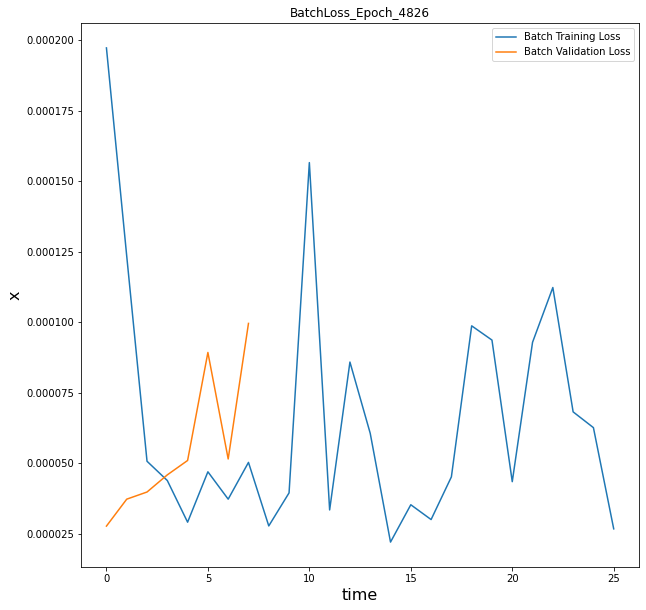 BatchLoss_Epoch_4826
Batch Training Loss
Batch Validation Loss
0.000200
0.000175
0.000150
0.000125
0.000100
0.000075
0.000050
0.000025
x
0 5 10 15 20 25
time